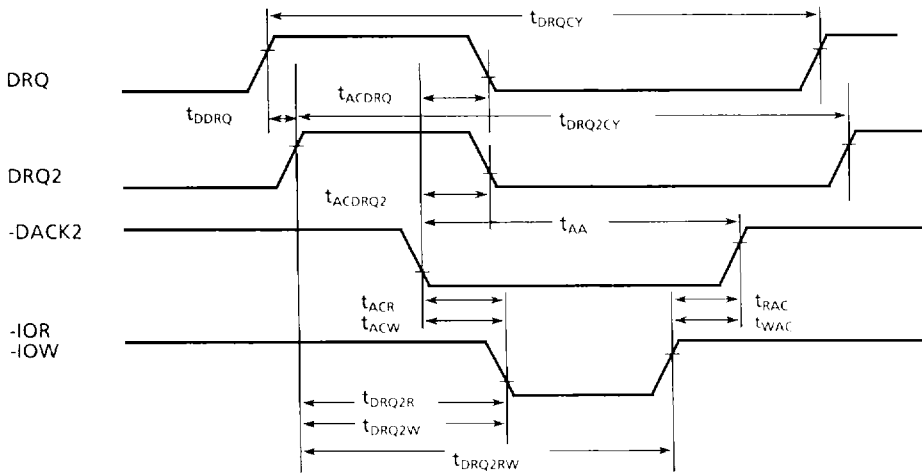 tDRQCY
DRQ
tACDRQ
tDDRQ
tDRQ2CY
DRQ2
tACDRQ2
tAA
-DACK2
tACR
tRAC
tACW
tWAC
-IOR
-IOW
tDRQ2R
tDRQ2W
tDRQ2RW